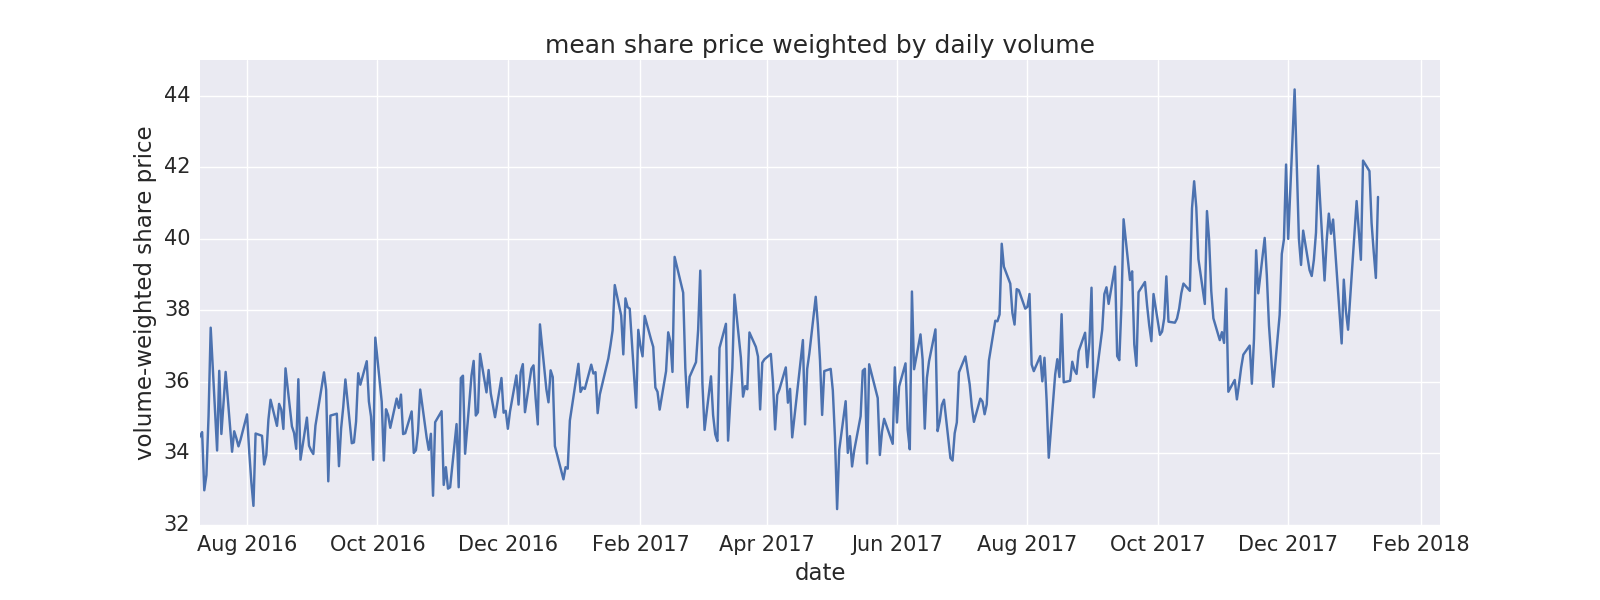 mean share price weighted by daily volume
volume-weighted share price
44
42
40
38
36
34
32
Aug 2016 Oct 2016 Dec 2016 Feb 2017 Apr 2017 Jun 2017 Aug 2017 Oct 2017 Dec 2017 Feb 2018
date